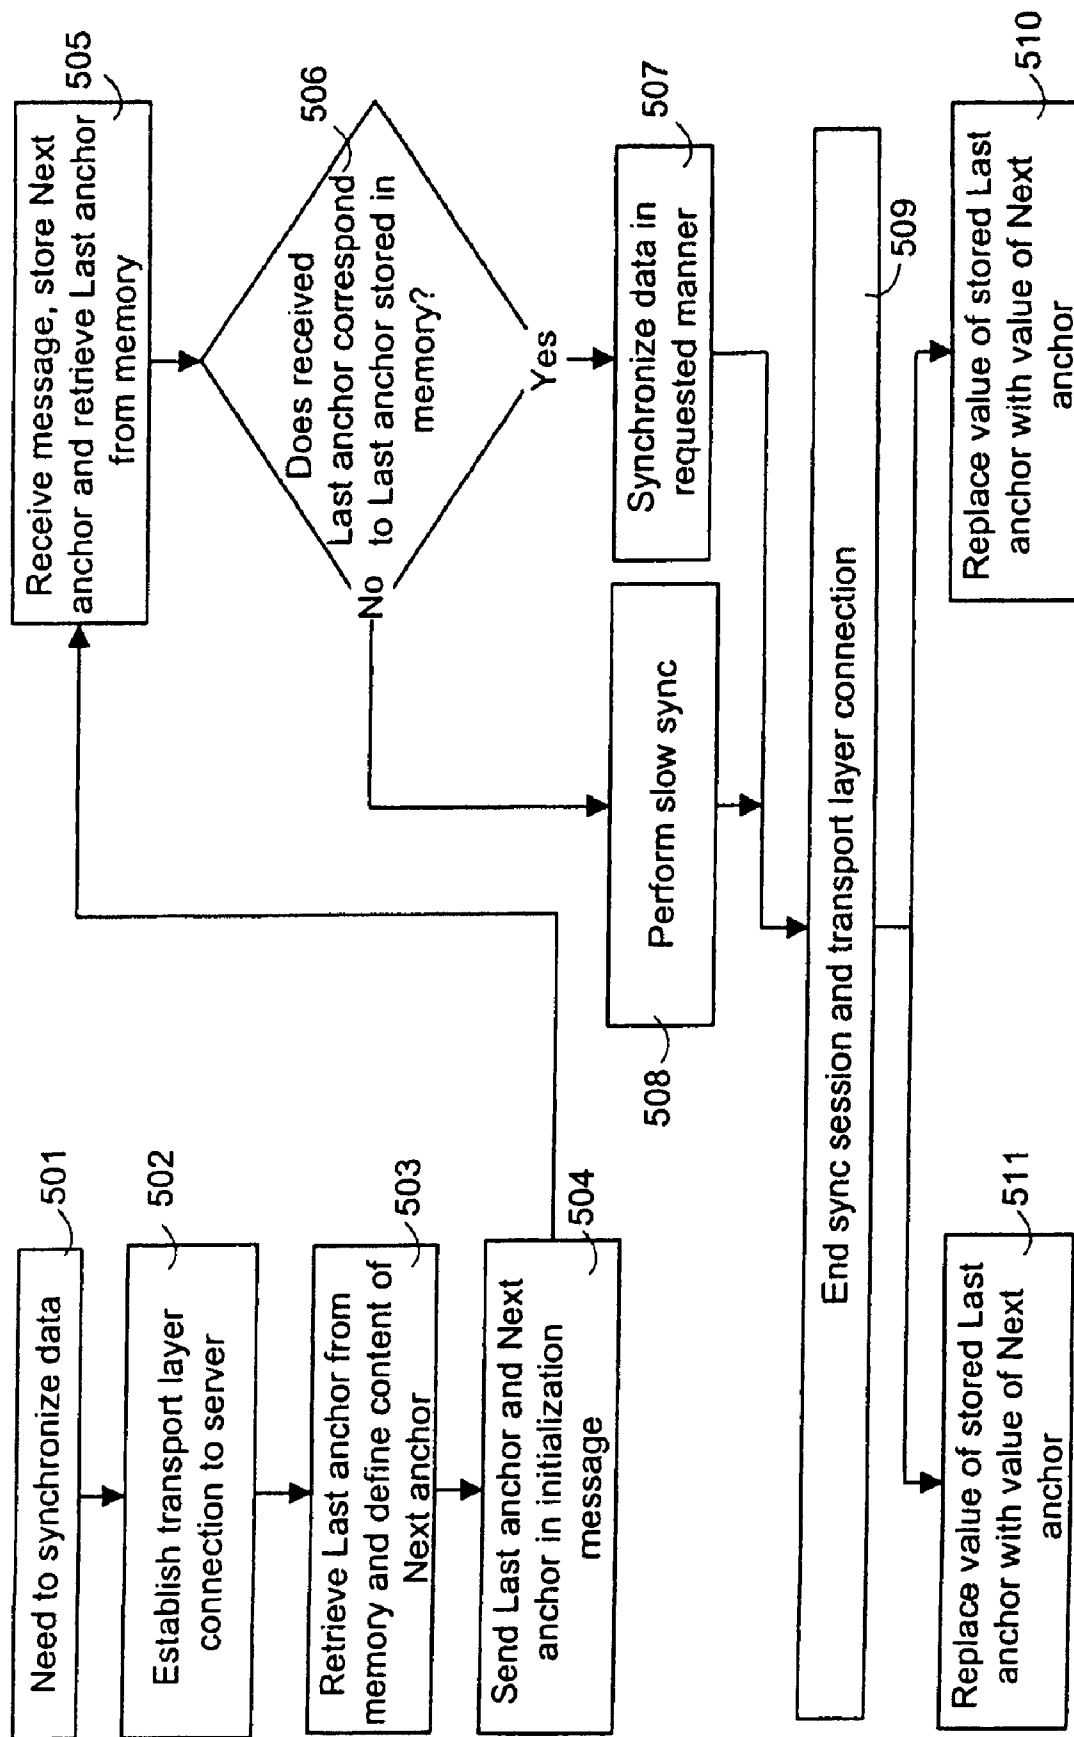 Need to synchronize data
501
Establish transport layer
connection to server
502
Retrieve Last anchor from
memory and define content of
Next anchor
503
Send Last anchor and Next
anchor in initialization
message
504
Receive message, store Next
anchor and retrieve Last anchor
from memory
505
Does received
Last anchor correspond
to Last anchor stored in
memory?
506
No
Yes
Synchronize data in
requested manner
507
Perform slow sync
508
End sync session and transport layer connection
509
Replace value of stored Last
anchor with value of Next
anchor
510
Replace value of stored Last
anchor with value of Next
anchor
511